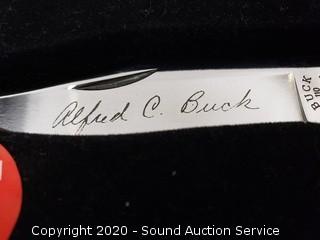 Alfred C. Buck
BUCK
110
Copyright 2020 - Sound Auction Service